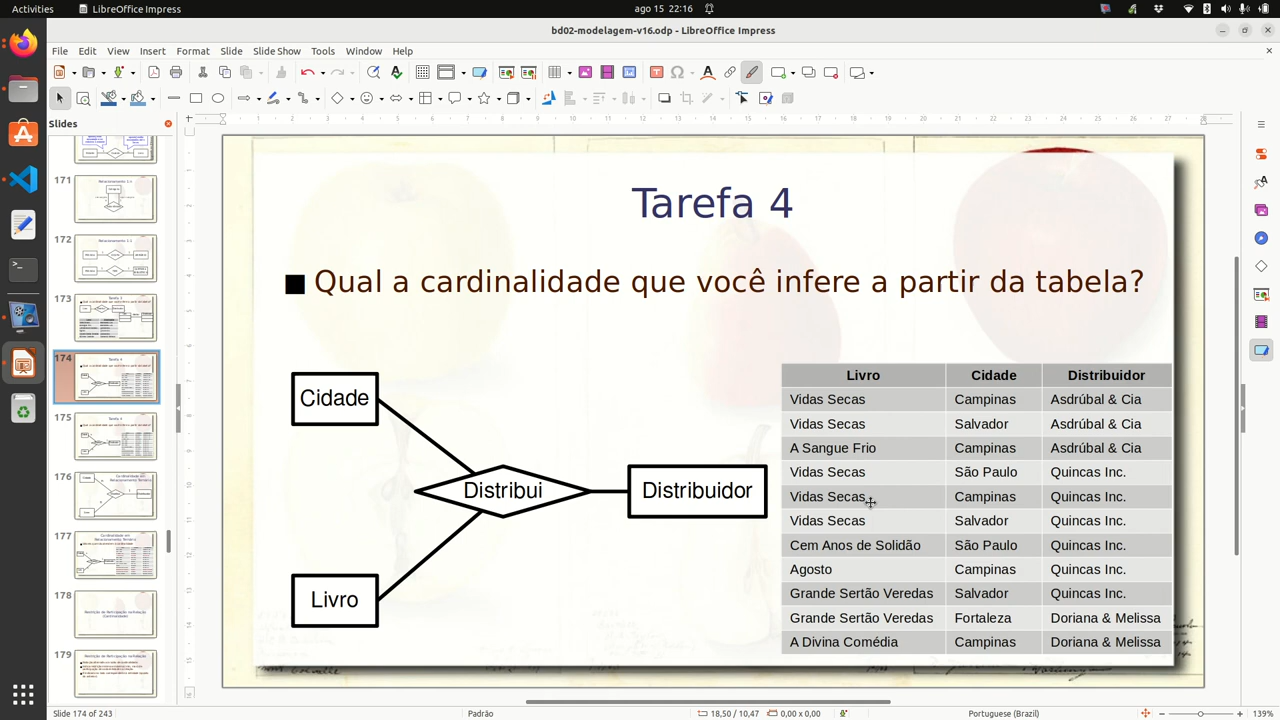 Activities
LibreOffice Impress
ago 15 22:16
bd02-modelagem-v16.odp - LibreOffice Impress
File Edit View Insert Format Slide Slide Show Tools Window Help
Slides
171
172
173
174
175
176
177
178
179
Tarefa 4
Qual a cardinalidade que você infere a partir da tabela?
Cidade
Distribui
Distribuidor
Livro
Livro Cidade Distribuidor
Vidas Secas Campinas Asdrúbal & Cia
Vidas Secas Salvador Asdrúbal & Cia
A Sangue Frio Campinas Asdrúbal & Cia
Vidas Secas São Paulo Quincas Inc.
Vidas Secas Campinas Quincas Inc.
Vidas Secas Salvador Quincas Inc.
Cem Anos de Solidão São Paulo Quincas Inc.
Agosto Campinas Quincas Inc.
Grande Sertão Veredas Salvador Quincas Inc.
Grande Sertão Veredas Fortaleza Doriana & Melissa
A Divina Comédia Campinas Doriana & Melissa
Slide 174 of 243
Padrão
18,50 / 10,47
0,00 x 0,00
Portuguese (Brazil)
139%